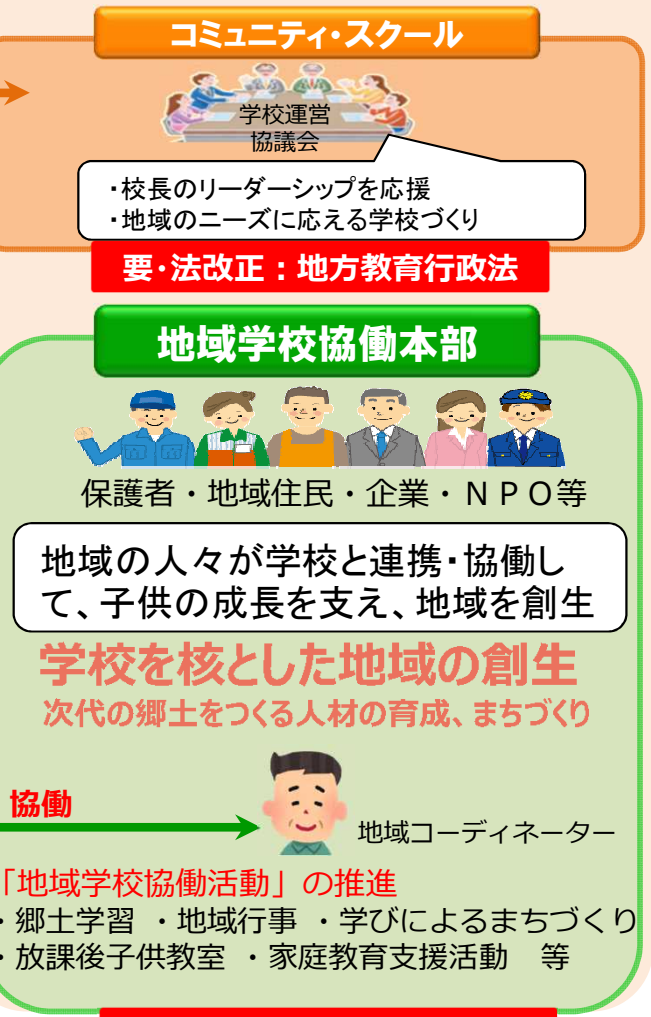 コミュニティ・スクール
学校運営
協議会
・校長のリーダーシップを応援
・地域のニーズに応える学校づくり
要・法改正：地方教育行政法
地域学校協働本部
保護者・地域住民・企業・ＮＰＯ等
地域の人々が学校と連携・協働し
て、子供の成長を支え、地域を創生
学校を核とした地域の創生
次代の郷土をつくる人材の育成、まちづくり
協働
地域コーディネーター
「地域学校協働活動」の推進
・郷土学習 ・地域行事 ・学びによるまちづくり
・放課後子供教室 ・家庭教育支援活動　等